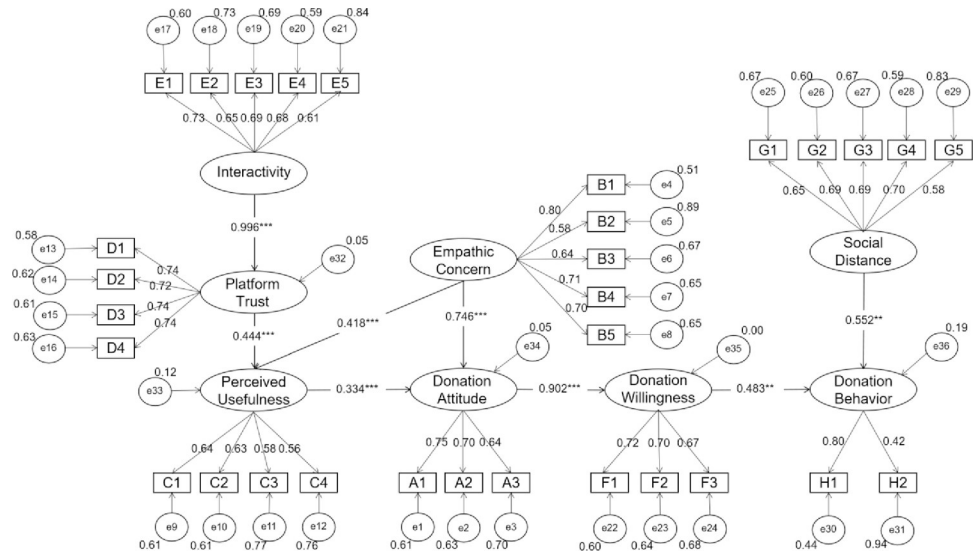 0.60 0.73 0.69 0.59 0.84
e17 e18 e19 e20 e21
E1 E2 E3 E4 E5
0.73 0.65 0.69 0.68 0.61
Interactivity
0.996***
0.67 0.60 0.67 0.59 0.83
e25 e26 e27 e28 e29
G1 G2 G3 G4 G5
0.65 0.69 0.69 0.70 0.58
Social
Distance
0.552**
0.58 e13 D1 0.74
0.62 e14 D2 0.72
0.61 e15 D3 0.74
0.63 e16 D4 0.74
Platform
Trust
0.05
e32
0.444***
Empathic
Concern
0.418***
0.746***
0.80 B1 e4 0.51
0.58 B2 e5 0.89
0.64 B3 e6 0.67
0.71 B4 e7 0.65
0.70 B5 e8 0.65
0.12
e33
Perceived
Usefulness
0.334***
0.05
e34
Donation
Attitude
0.902***
0.00
e35
Donation
Willingness
0.483**
0.19
e36
Donation
Behavior
0.64 0.63 0.58 0.56
C1 C2 C3 C4
e9 e10 e11 e12
0.61 0.61 0.77 0.76
0.75 0.70 0.64
A1 A2 A3
e1 e2 e3
0.61 0.63 0.70
0.72 0.70 0.67
F1 F2 F3
e22 e23 e24
0.60 0.64 0.68
0.80 0.42
H1 H2
e30 e31
0.44 0.94